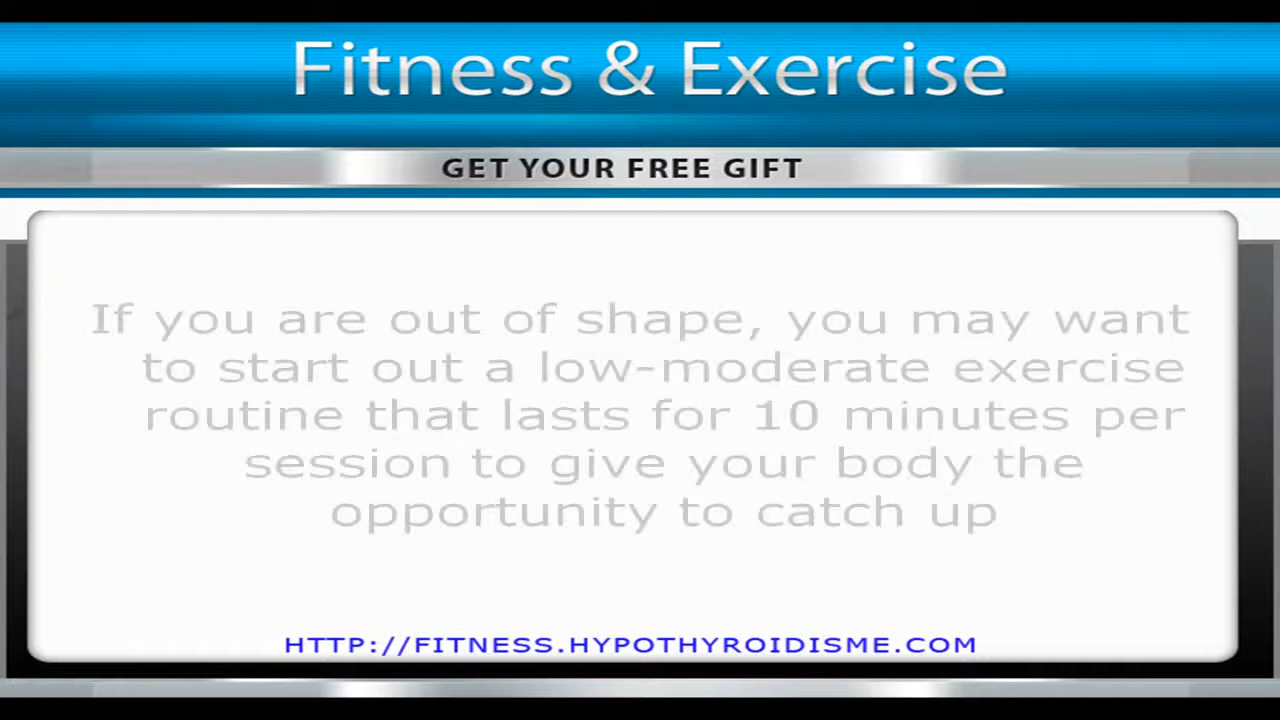 Fitness & Exercise
GET YOUR FREE GIFT
If you are out of shape, you may want
to start out a low-moderate exercise
routine that lasts for 10 minutes per
session to give your body the
opportunity to catch up
HTTP://FITNESS.HYPOTHYROIDISME.COM